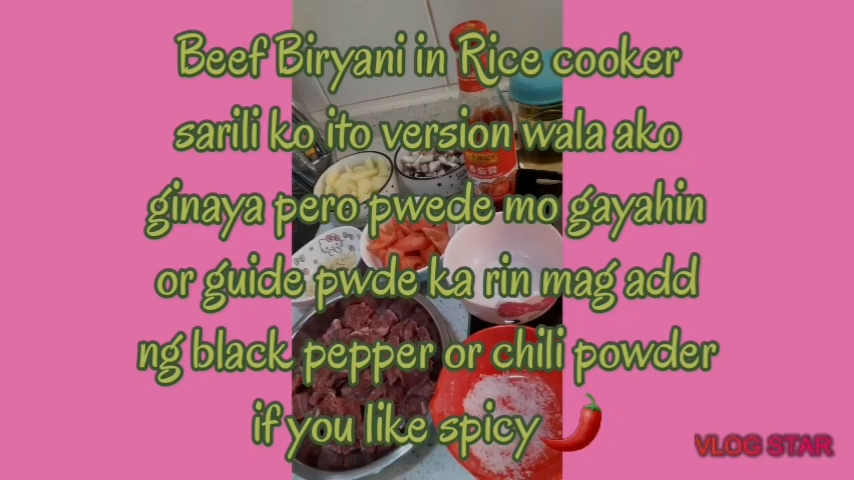 Beef Biryani in Rice cooker
sarili ko ito version wala ako
ginaya pero pwede mo gayahin
or guide pwde ka rin mag add
ng black pepper or chili powder
if you like spicy 🌶️
VLOG STAR